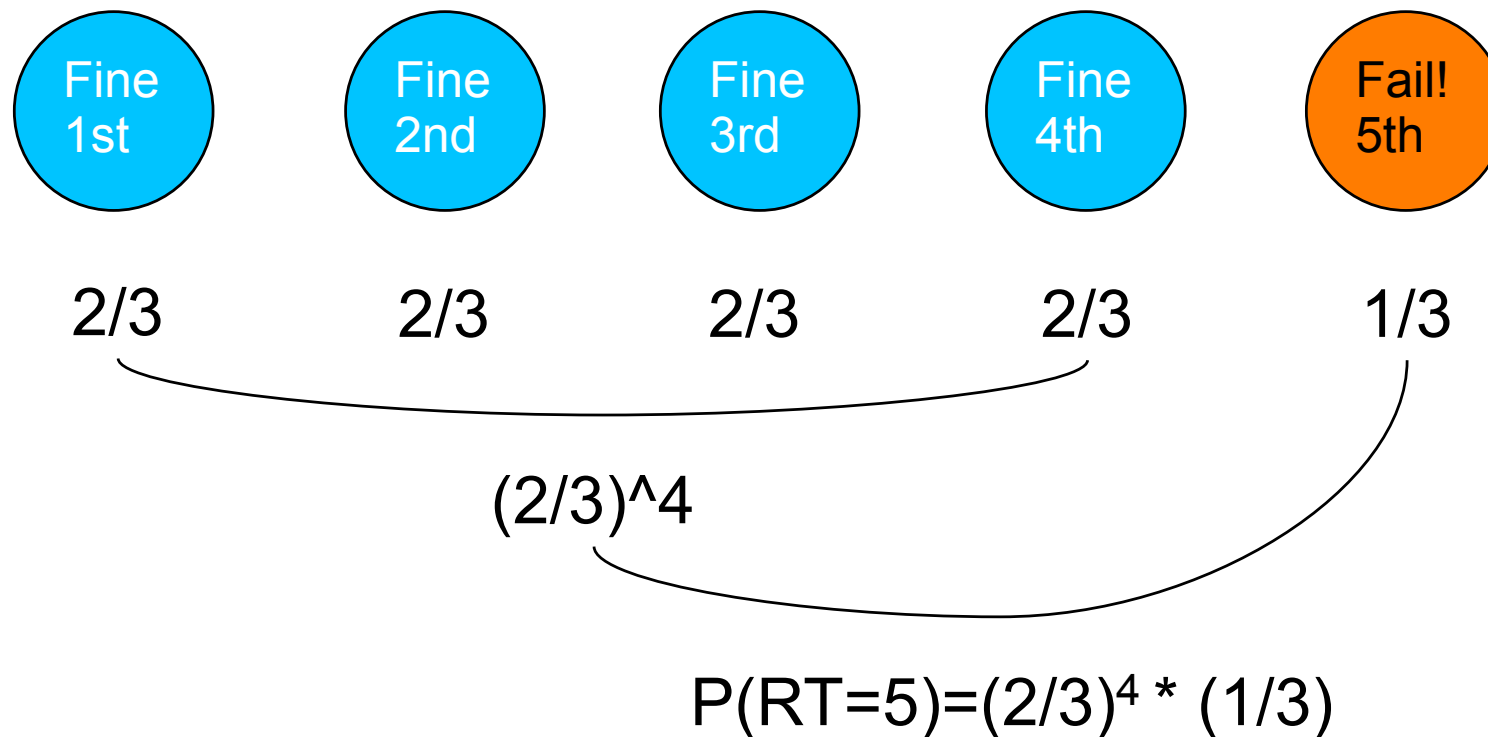 Fine
1st
Fine
2nd
Fine
3rd
Fine
4th
Fail!
5th
2/3
2/3
2/3
2/3
1/3
(2/3)^4
P(RT=5)=(2/3)⁴ * (1/3)